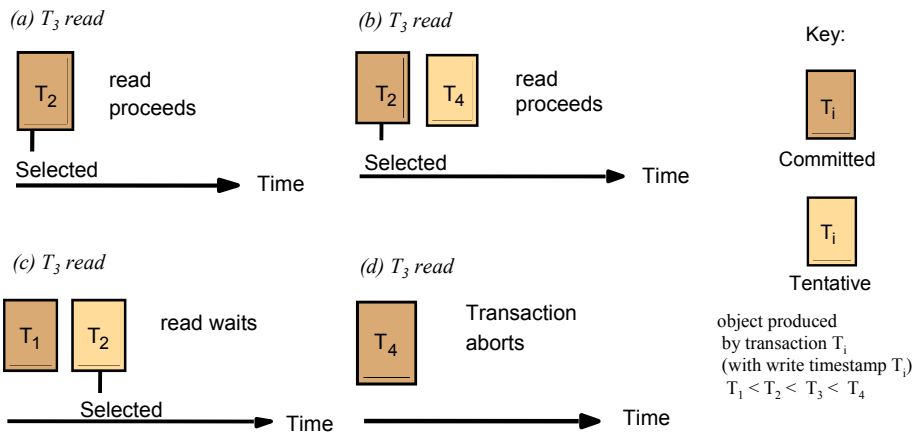 (a) T3 read
T2
read
proceeds
Selected
Time
(b) T3 read
T2
T4
read
proceeds
Selected
Time
(c) T3 read
T1
T2
read waits
Selected
Time
(d) T3 read
T4
Transaction
aborts
Time
Key:
Ti
Committed
Ti
Tentative
object produced
by transaction Ti
(with write timestamp Ti)
T1 < T2 < T3 < T4